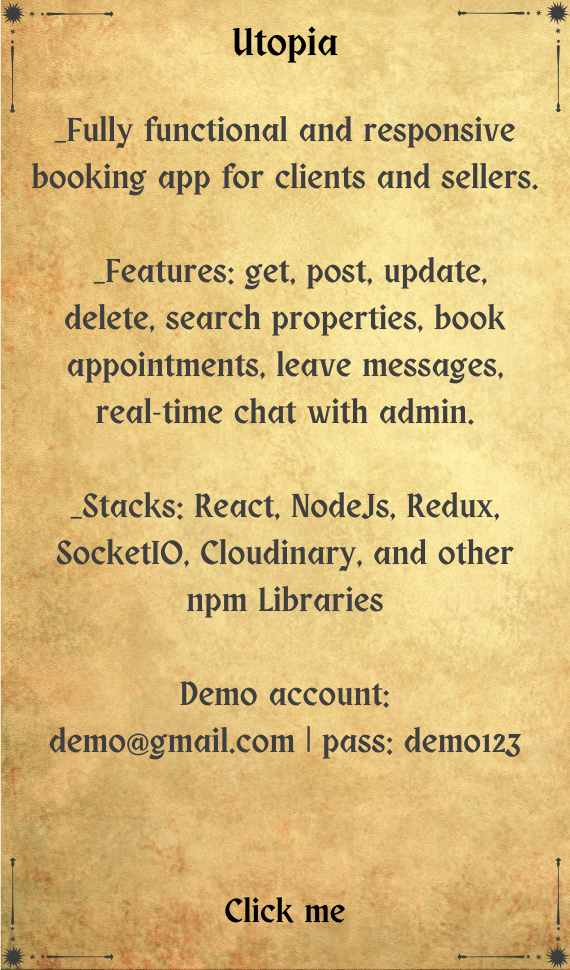 Utopia
_Fully functional and responsive
booking app for clients and sellers.
_Features: get, post, update,
delete, search properties, book
appointments, leave messages,
real-time chat with admin.
_Stacks: React, NodeJs, Redux,
SocketIO, Cloudinary, and other
npm Libraries
Demo account:
demo@gmail.com | pass: demo123
Click me